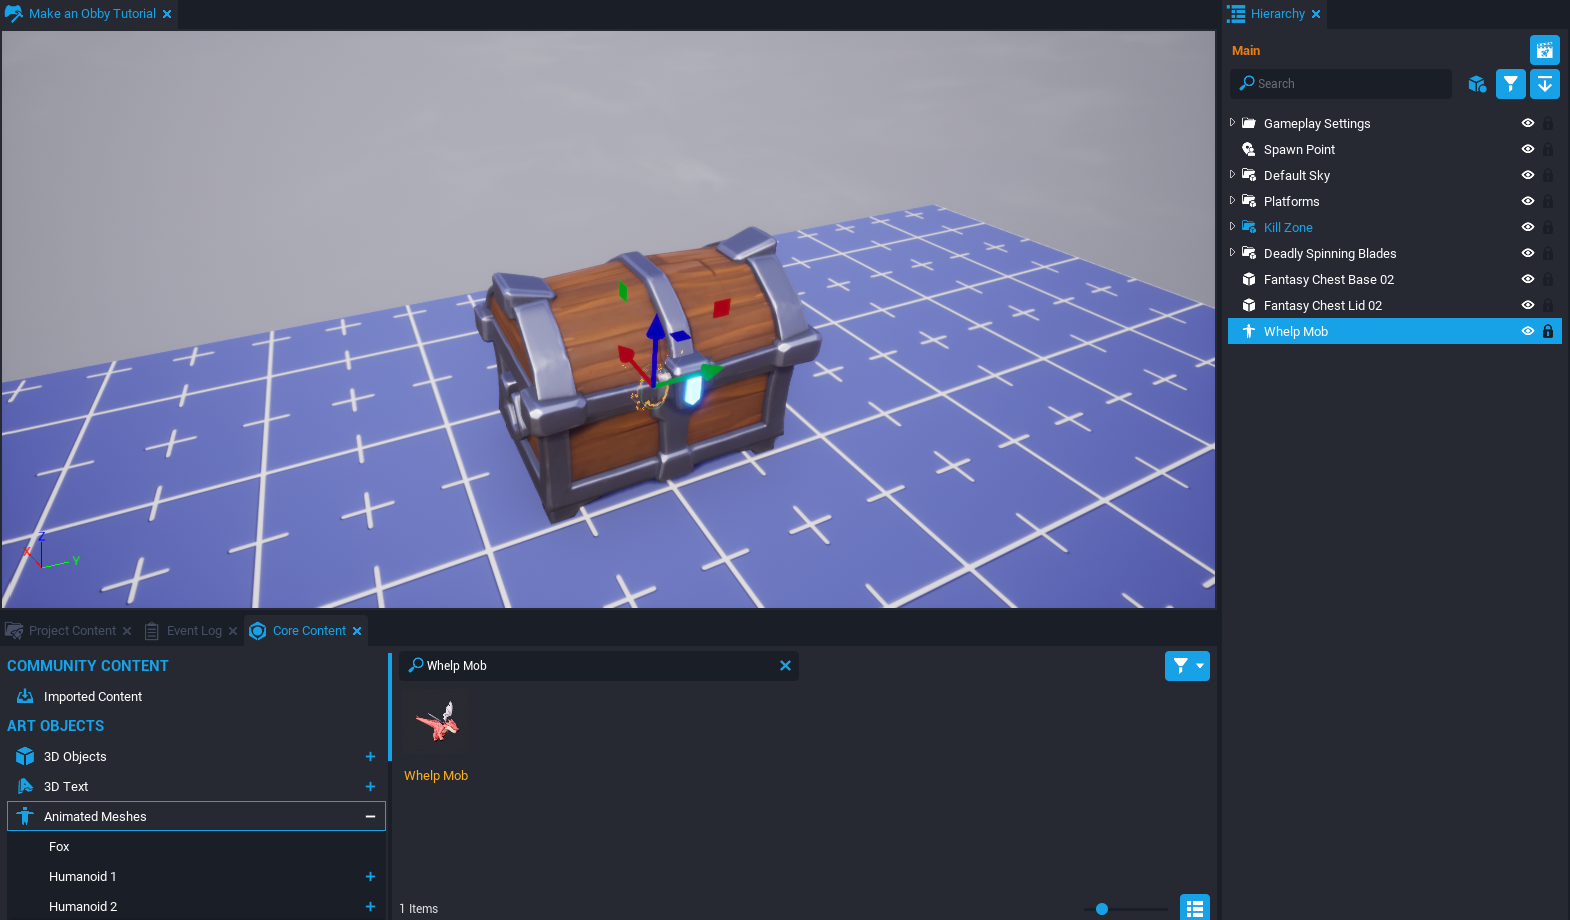 Make an Obby Tutorial
Hierarchy
Main
Search
Gameplay Settings
Spawn Point
Default Sky
Platforms
Kill Zone
Deadly Spinning Blades
Fantasy Chest Base 02
Fantasy Chest Lid 02
Whelp Mob
Z
X
Y
Project Content
Event Log
Core Content
COMMUNITY CONTENT
Imported Content
ART OBJECTS
3D Objects
3D Text
Animated Meshes
Fox
Humanoid 1
Humanoid 2
Whelp Mob
Whelp Mob
1 Items